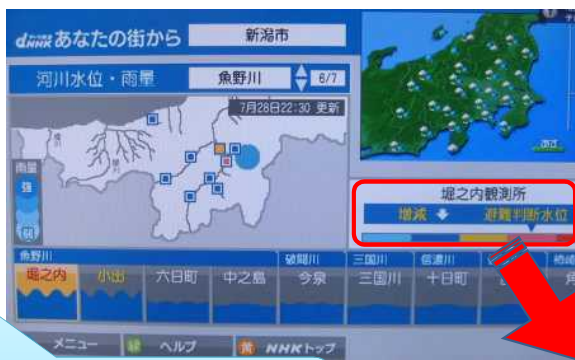 dNHK あなたの街から 新潟市
河川水位・雨量 魚野川 6/7
7月28日22:30 更新
雨量
強
弱
堀之内観測所
増減 避難判断水位
魚野川 破間川 三国川 信濃川
堀之内 小出 六日町 中之島 今泉 三国川 十日町
メニュー 緑 ヘルプ 黄 NHKトップ